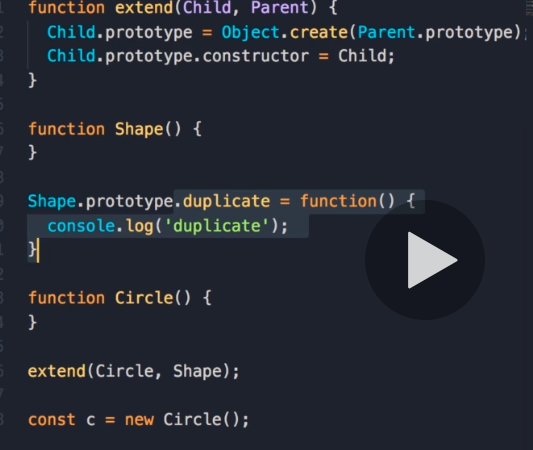 function extend(Child, Parent) {
Child.prototype = Object.create(Parent.prototype);
Child.prototype.constructor = Child;
}
function Shape() {
}
Shape.prototype.duplicate = function() {
console.log('duplicate');
}
function Circle() {
}
extend(Circle, Shape);
const c = new Circle();